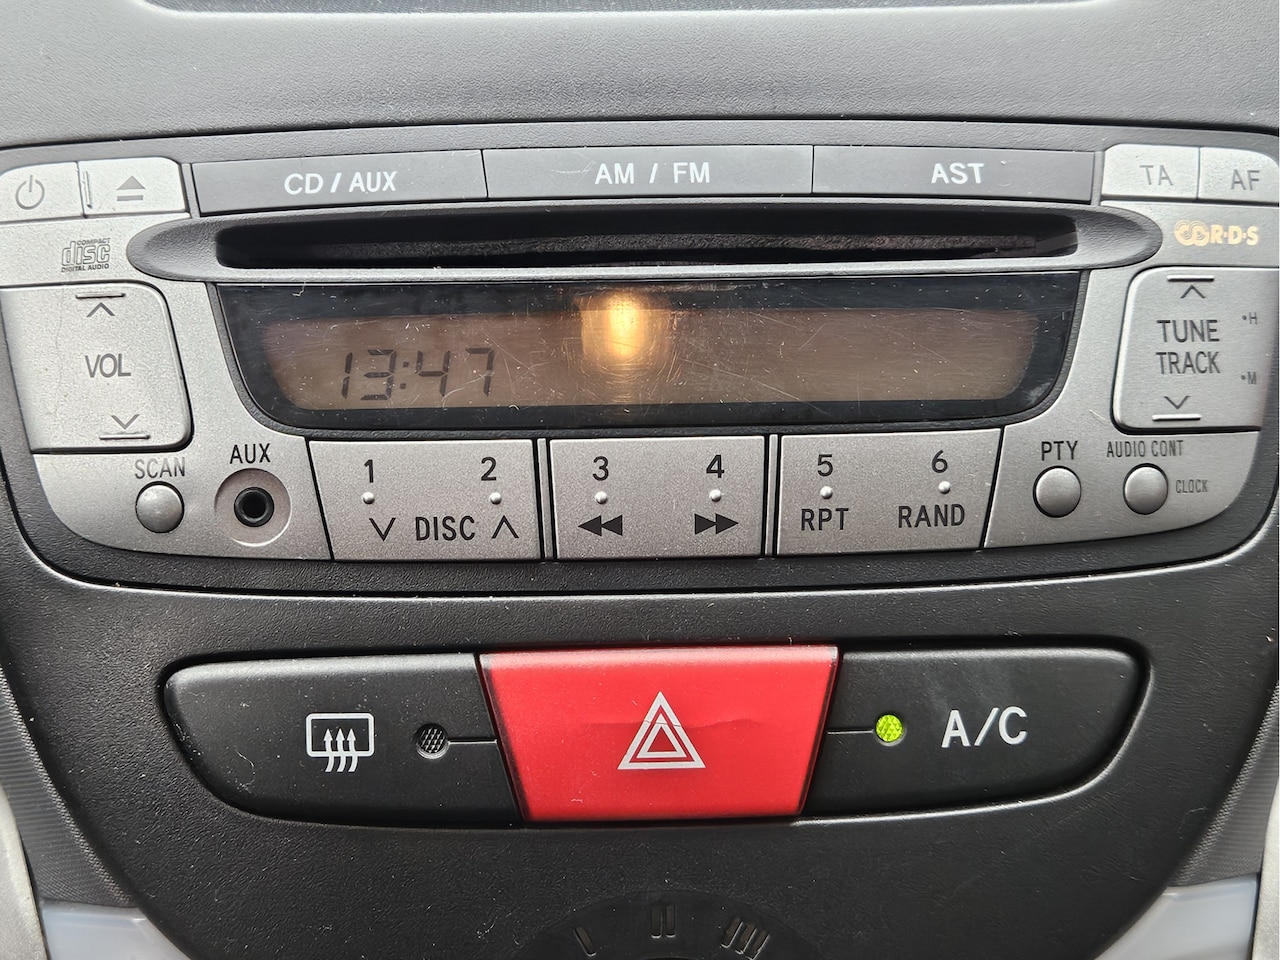 CD / AUX
AM / FM
AST
TA
AF
COMPACT
disc
DIGITAL AUDIO
R·D·S
VOL
13:47
TUNE
TRACK
•H
•M
SCAN
AUX
1
2
3
4
5
6
PTY
AUDIO CONT
CLOCK
DISC
RPT
RAND
A/C